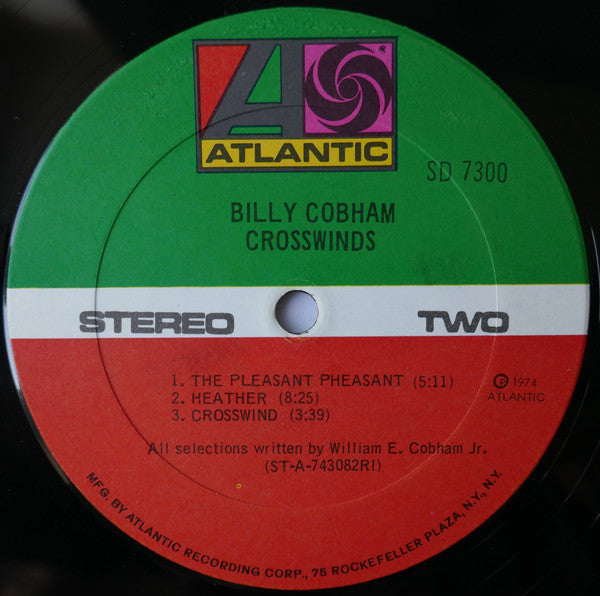 ATLANTIC
SD 7300
BILLY COBHAM
CROSSWINDS
STEREO TWO
1. THE PLEASANT PHEASANT (5:11)
2. HEATHER (8:25)
3. CROSSWIND (3:39)
Ⓟ 1974
ATLANTIC
All selections written by William E. Cobham Jr.
(ST-A-743082RI)
MFG. BY ATLANTIC RECORDING CORP., 75 ROCKEFELLER PLAZA, N.Y., N.Y.